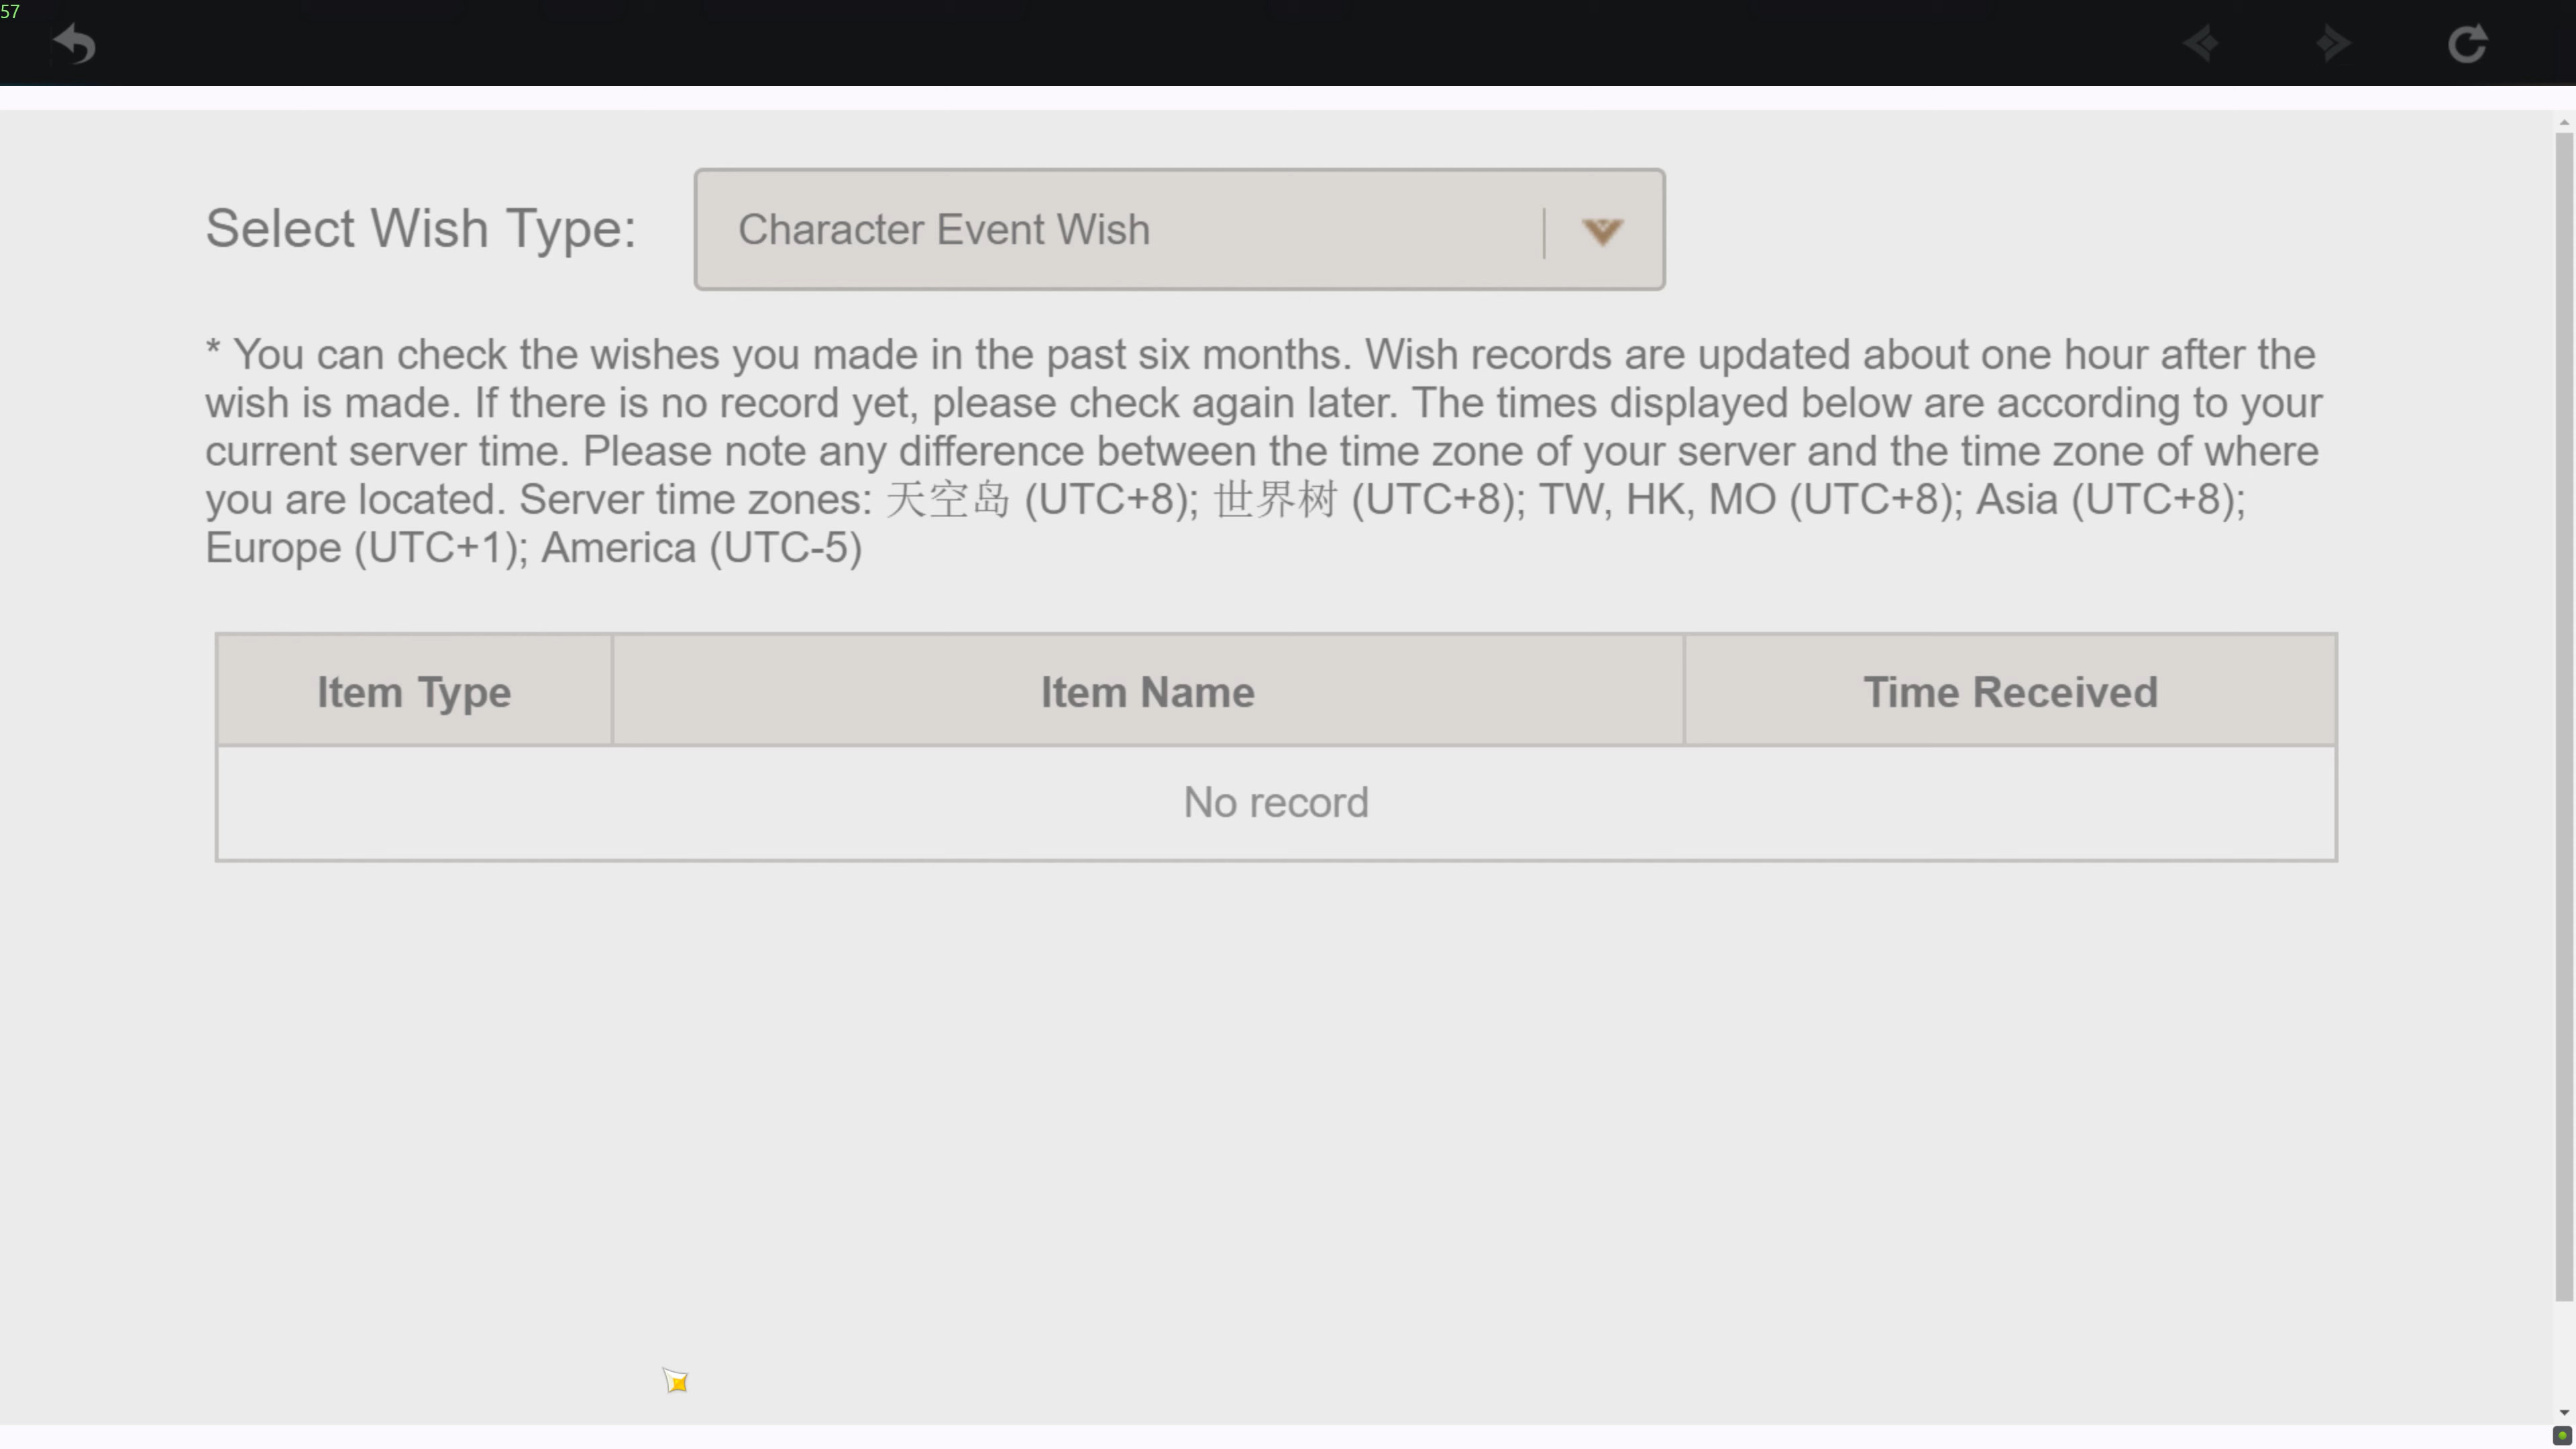 57
Select Wish Type:
Character Event Wish
* You can check the wishes you made in the past six months. Wish records are updated about one hour after the
wish is made. If there is no record yet, please check again later. The times displayed below are according to your
current server time. Please note any difference between the time zone of your server and the time zone of where
you are located. Server time zones: 天空岛 (UTC+8); 世界树 (UTC+8); TW, HK, MO (UTC+8); Asia (UTC+8);
Europe (UTC+1); America (UTC-5)
Item Type
Item Name
Time Received
No record